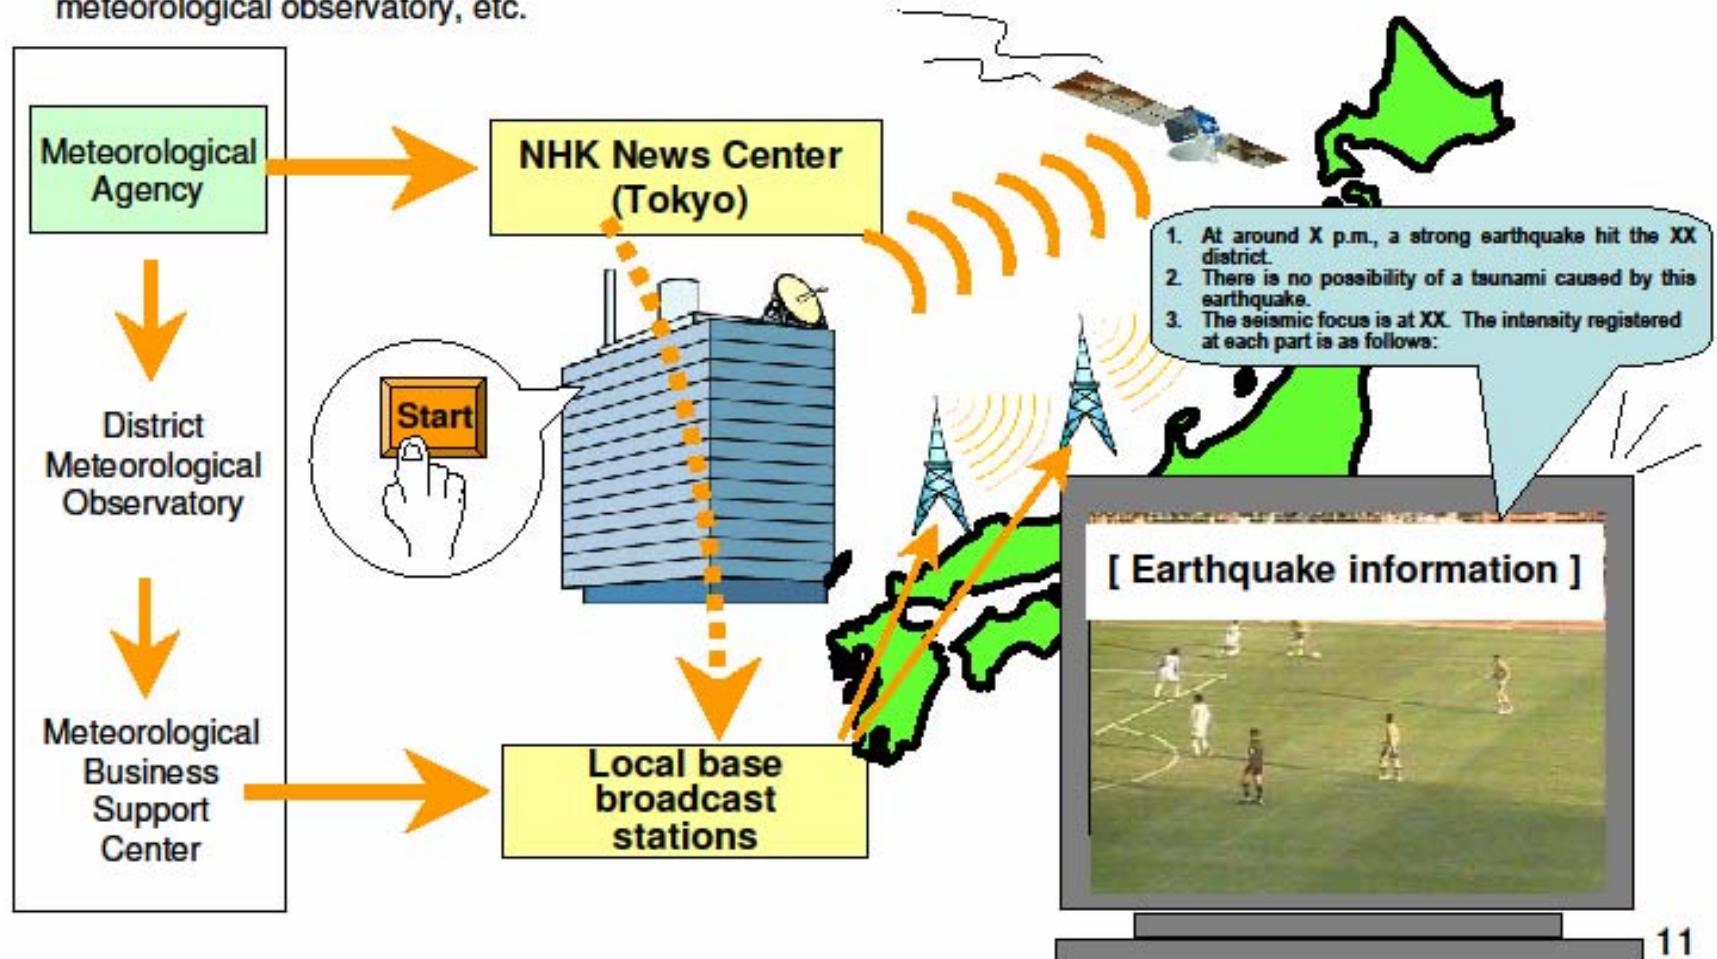 meteorological observatory, etc.
Meteorological
Agency
District
Meteorological
Observatory
Meteorological
Business
Support
Center
NHK News Center
(Tokyo)
Start
Local base
broadcast
stations
1. At around X p.m., a strong earthquake hit the XX
district.
2. There is no possibility of a tsunami caused by this
earthquake.
3. The seismic focus is at XX. The intensity registered
at each part is as follows:
[ Earthquake information ]
11